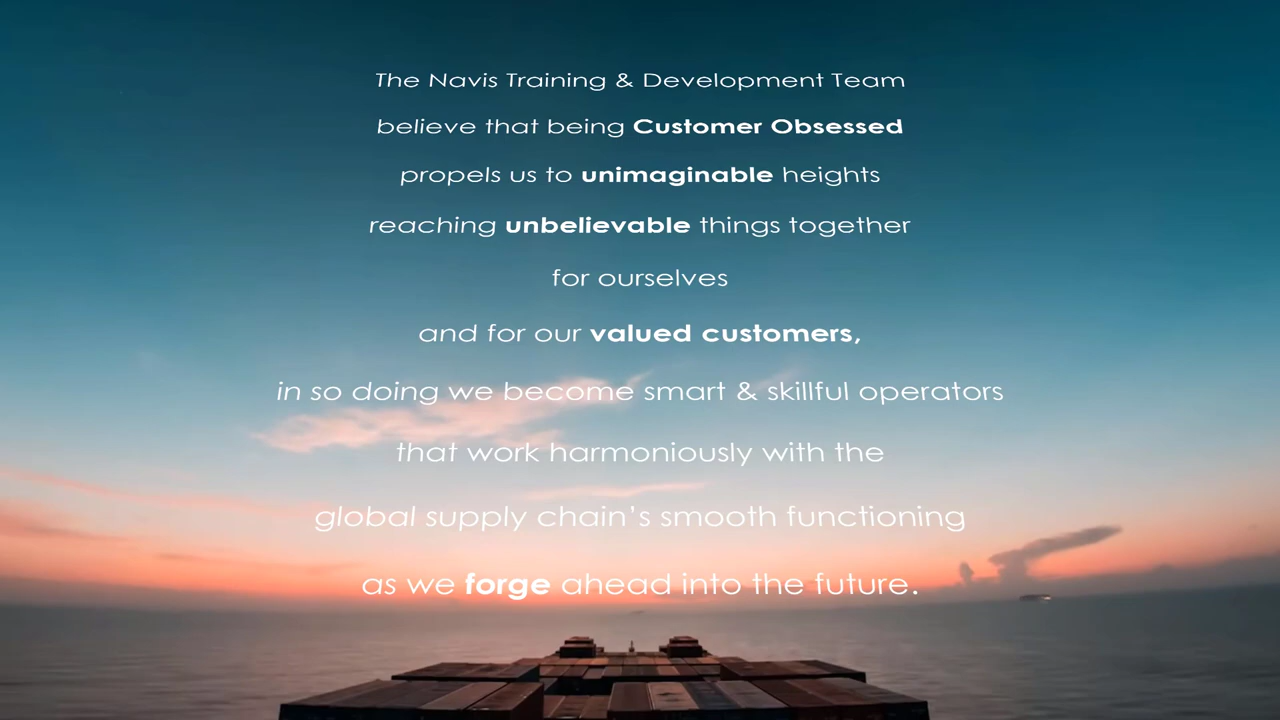 The Navis Training & Development Team
believe that being Customer Obsessed
propels us to unimaginable heights
reaching unbelievable things together
for ourselves
and for our valued customers,
in so doing we become smart & skillful operators
that work harmoniously with the
global supply chain’s smooth functioning
as we forge ahead into the future.